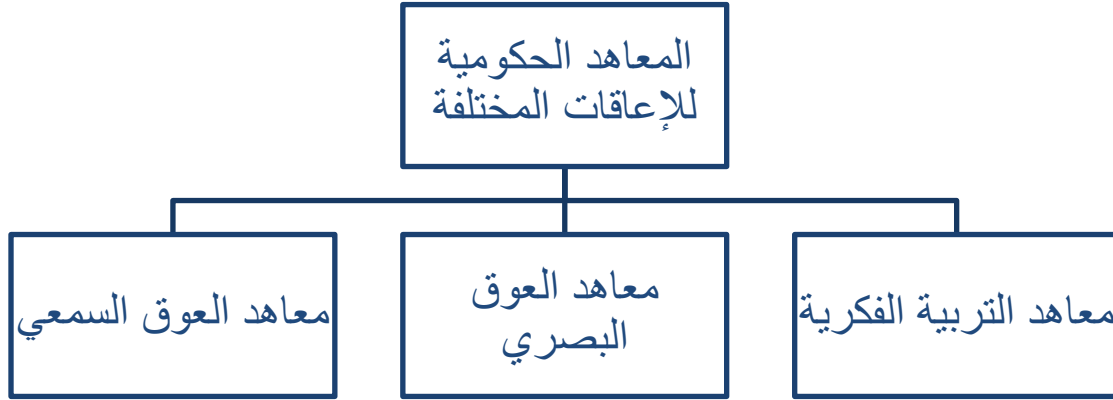 المعاهد الحكومية
للإعاقات المختلفة
معاهد التربية الفكرية
معاهد العوق
البصري
معاهد العوق السمعي